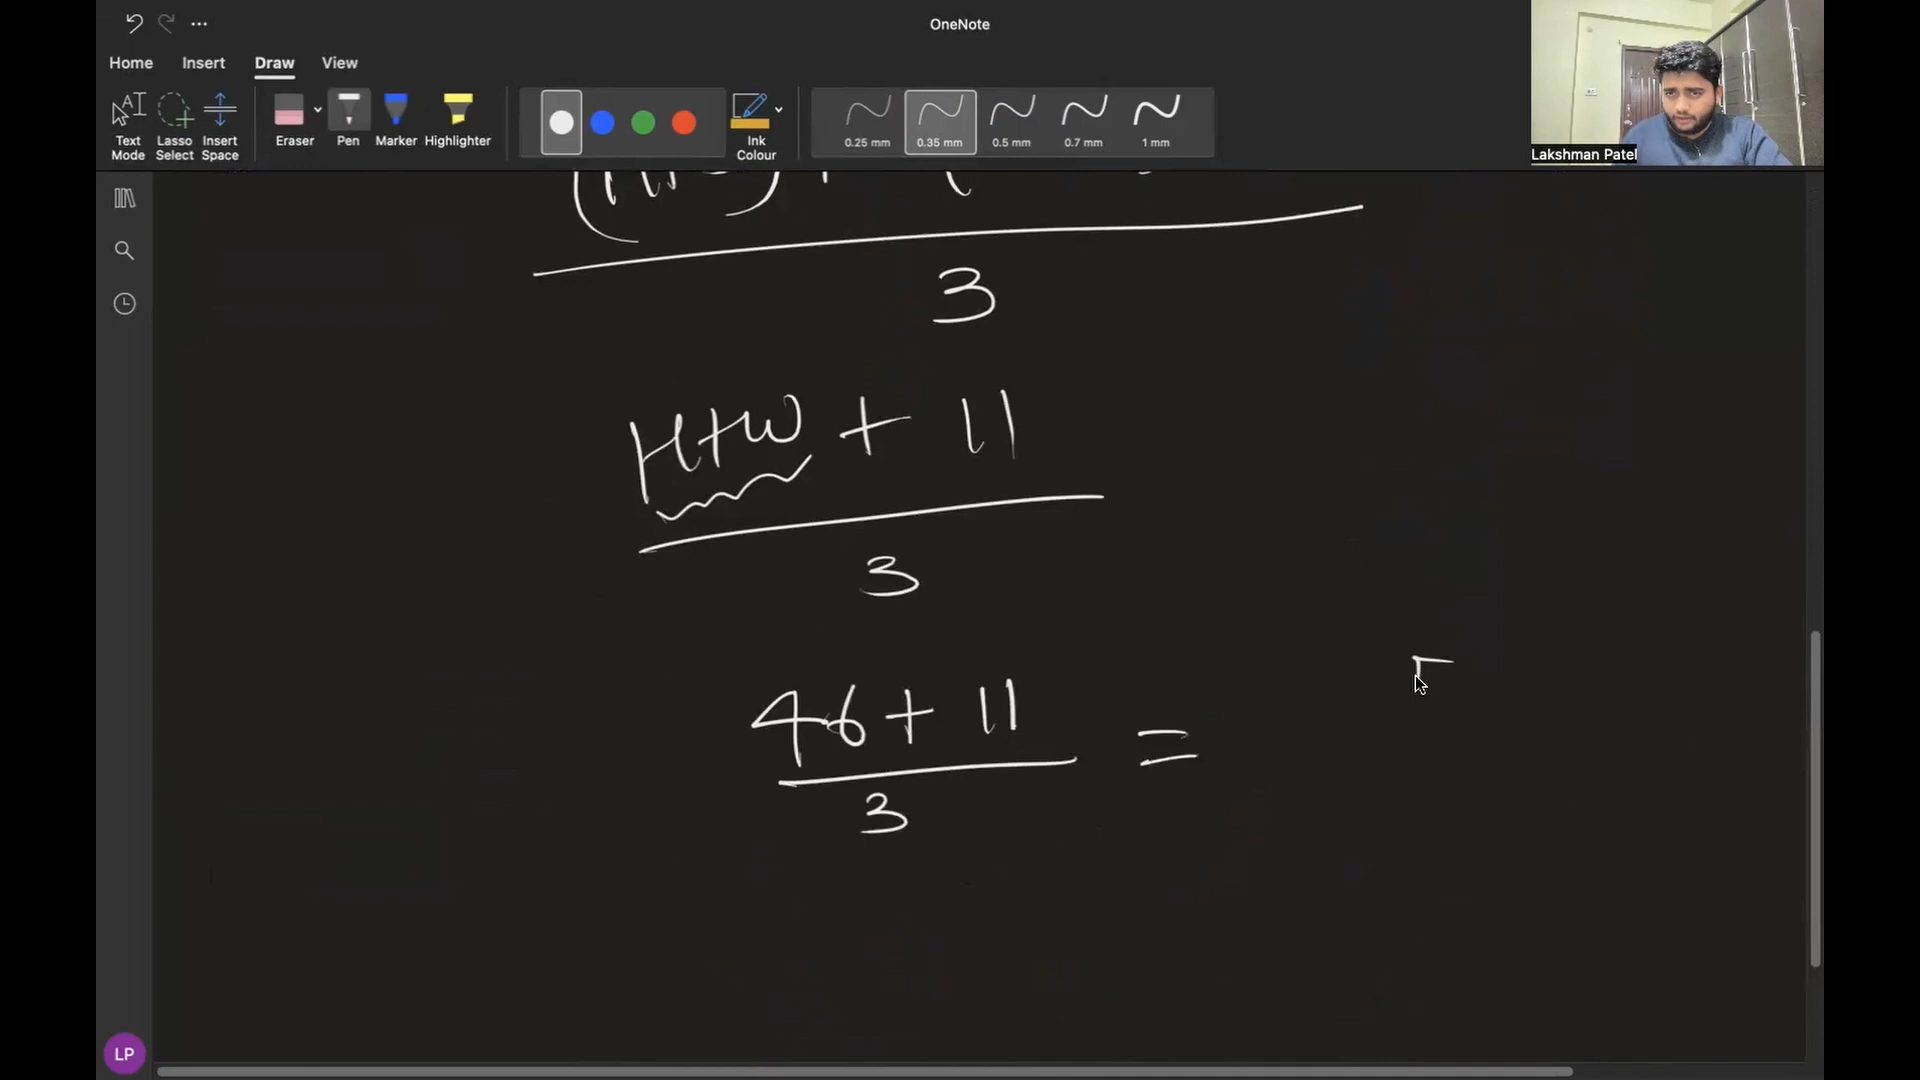 OneNote
Home Insert Draw View
Text Mode
Lasso Select
Insert Space
Eraser
Pen
Marker
Highlighter
Ink Colour
0.25 mm
0.35 mm
0.5 mm
0.7 mm
1 mm
Lakshman Patel
3
H+W + 11
3
46 + 11 =
3
LP